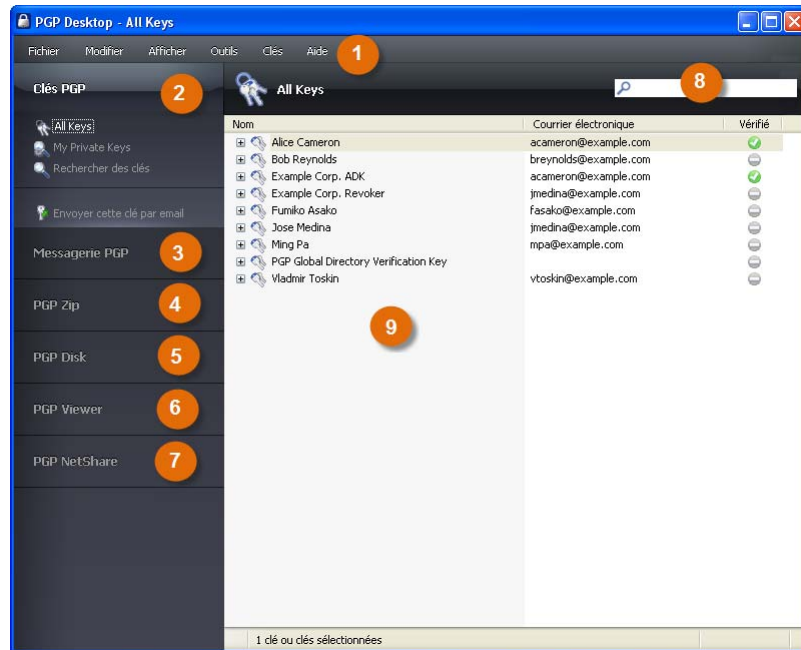 PGP Desktop - All Keys
Fichier Modifier Afficher Outils Clés Aide 1
Clés PGP 2
All Keys 8
All Keys
My Private Keys
Rechercher des clés
Envoyer cette clé par email
Messagerie PGP 3
PGP Zip 4
PGP Disk 5
PGP Viewer 6
PGP NetShare 7
Nom Courrier électronique Vérifié
Alice Cameron acameron@example.com
Bob Reynolds breynolds@example.com
Example Corp. ADK acameron@example.com
Example Corp. Revoker jmedina@example.com
Fumiko Asako fasako@example.com
Jose Medina jmedina@example.com
Ming Pa mpa@example.com
PGP Global Directory Verification Key
Vladmir Toskin vtoskin@example.com
9
1 clé ou clés sélectionnées